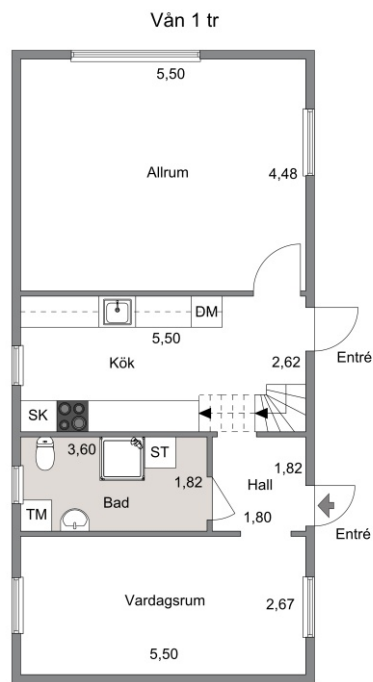 Vån 1 tr
5,50
Allrum
4,48
DM
5,50
Kök
2,62
Entré
SK
3,60
ST
1,82
1,82
Hall
Bad
TM
1,80
Entré
Vardagsrum
2,67
5,50